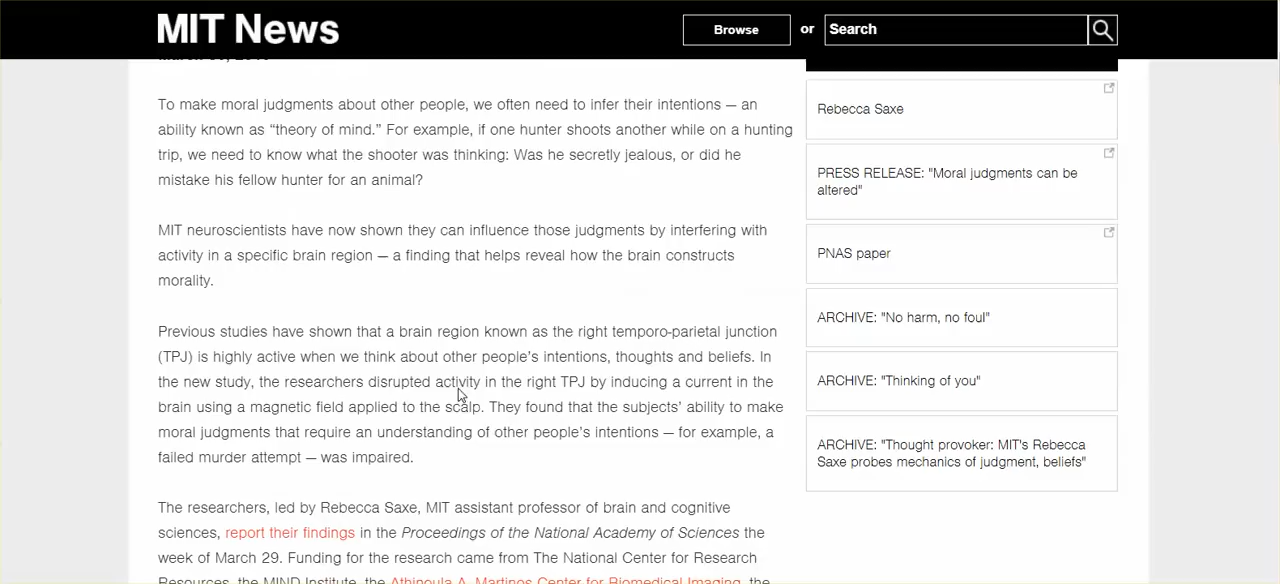 MIT News
Browse
or
Search
To make moral judgments about other people, we often need to infer their intentions — an
ability known as “theory of mind.” For example, if one hunter shoots another while on a hunting
trip, we need to know what the shooter was thinking: Was he secretly jealous, or did he
mistake his fellow hunter for an animal?
MIT neuroscientists have now shown they can influence those judgments by interfering with
activity in a specific brain region — a finding that helps reveal how the brain constructs
morality.
Previous studies have shown that a brain region known as the right temporo-parietal junction
(TPJ) is highly active when we think about other people’s intentions, thoughts and beliefs. In
the new study, the researchers disrupted activity in the right TPJ by inducing a current in the
brain using a magnetic field applied to the scalp. They found that the subjects’ ability to make
moral judgments that require an understanding of other people’s intentions — for example, a
failed murder attempt — was impaired.
The researchers, led by Rebecca Saxe, MIT assistant professor of brain and cognitive
sciences, report their findings in the Proceedings of the National Academy of Sciences the
week of March 29. Funding for the research came from The National Center for Research
Resources, the MIND Institute, the Athinoula A. Martinos Center for Biomedical Imaging, the
Rebecca Saxe
PRESS RELEASE: "Moral judgments can be
altered"
PNAS paper
ARCHIVE: "No harm, no foul"
ARCHIVE: "Thinking of you"
ARCHIVE: "Thought provoker: MIT's Rebecca
Saxe probes mechanics of judgment, beliefs"